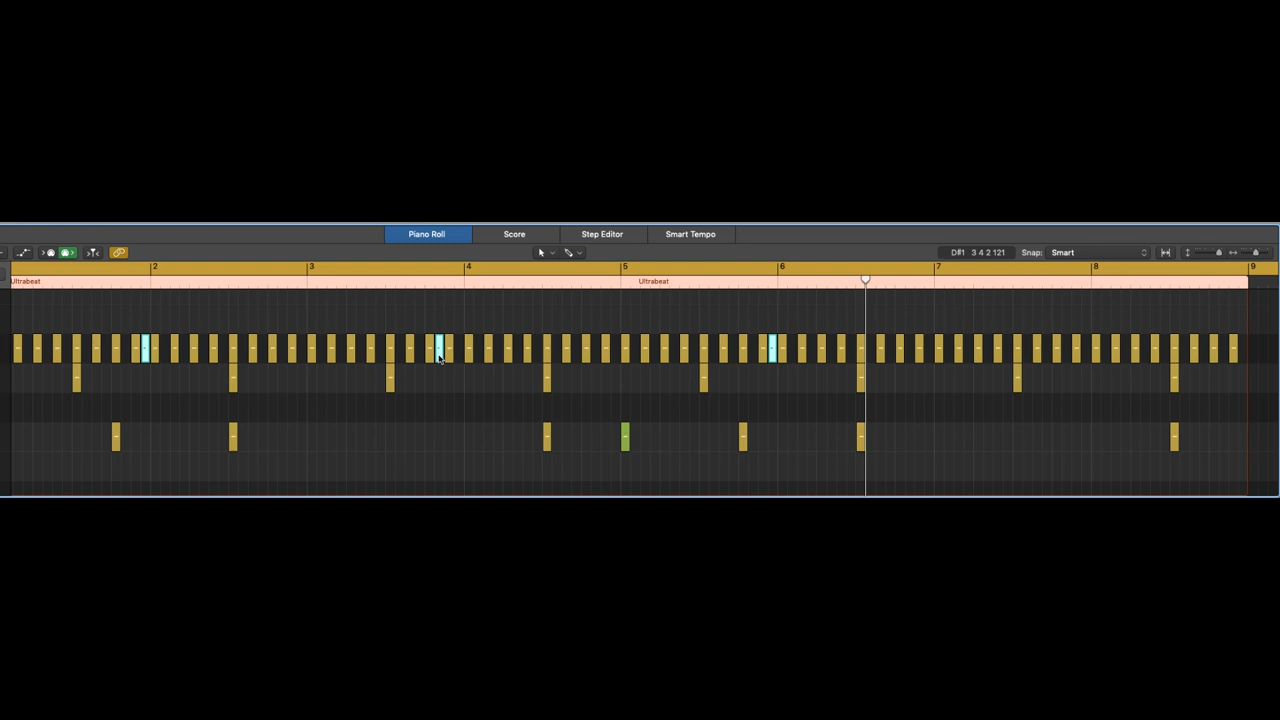 Piano Roll Score Step Editor Smart Tempo
D#1 3 4 2 121 Snap: Smart
2 3 4 5 6 7 8 9
Ultrabeat Ultrabeat